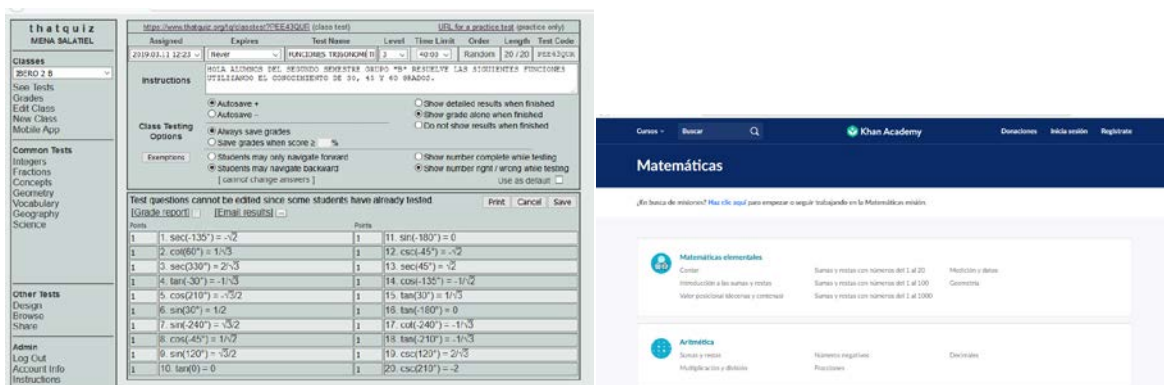 thatquiz
MENA SALATIEL
Classes
IBERO 2 B
See Tests
Grades
Edit Class
New Class
Mobile App
Common Tests
Integers
Fractions
Concepts
Geometry
Vocabulary
Geography
Science
Other Tests
Design
Browse
Share
Admin
Log Out
Account Info
Instructions
https://www.thatquiz.org/tq/classtest?PEE43QUR (class test) URL for a practice test (practice only)
Assigned Expires Test Name Level Time Limit Order Length Test Code
2019.03.11 12:23 Never FUNCIONES TRIGONOMETI 3 40:00 Random 20 / 20 PEE43QUR
Instructions
HOLA ALUMNOS DEL SEGUNDO SEMESTRE GRUPO "B" RESUELVE LAS SIGUIENTES FUNCIONES
UTILIZANDO EL CONOCIMIENTO DE 30, 45 Y 60 GRADOS.
Class Testing Options
Exemptions
Autosave +
Autosave –
Always save grades
Save grades when score ≥ %
Students may only navigate forward
Students may navigate backward
[ cannot change answers ]
Show detailed results when finished
Show grade alone when finished
Do not show results when finished
Show number complete while testing
Show number right / wrong while testing
Use as default
Test questions cannot be edited since some students have already tested. Print Cancel Save
[Grade report] [Email results]
Points Points
1 1. sec(-135°) = -√2
1 2. cot(60°) = 1/√3
1 3. sec(330°) = 2/√3
1 4. tan(-30°) = -1/√3
1 5. cos(210°) = -√3/2
1 6. sin(30°) = 1/2
1 7. sin(-240°) = √3/2
1 8. cos(-45°) = 1/√2
1 9. sin(120°) = √3/2
1 10. tan(0) = 0
1 11. sin(-180°) = 0
1 12. csc(-45°) = -√2
1 13. sec(45°) = √2
1 14. cos(-135°) = -1/√2
1 15. tan(30°) = 1/√3
1 16. tan(-180°) = 0
1 17. cot(-240°) = -1/√3
1 18. tan(-210°) = -1/√3
1 19. csc(120°) = 2/√3
1 20. csc(210°) = -2
Cursos Buscar Khan Academy Donaciones Inicia sesión Regístrate
Matemáticas
¿En busca de misiones? Haz clic aquí para empezar o seguir trabajando en la Matemáticas misión.
Matemáticas elementales
Contar Sumas y restas con números del 1 al 20 Medición y datos
Introducción a las sumas y restas Sumas y restas con números del 1 al 100 Geometría
Valor posicional (decenas y centenas) Sumas y restas con números del 1 al 1000
Aritmética
Sumas y restas Números negativos Decimales
Multiplicación y división Fracciones